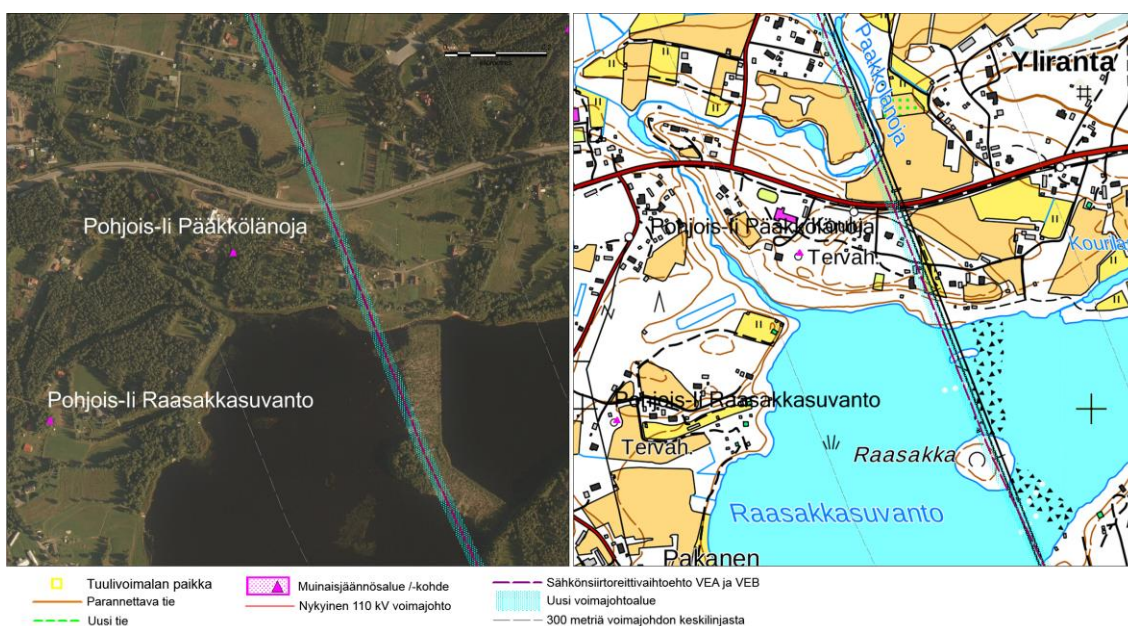 Pohjois-Ii Pääkkölänoja
Pohjois-Ii Raasakkasuvanto
Pääkkölänoja
Yliranta
Pohjois-Ii Pääkkölänoja
Koulu
Tervah.
Kourila
Pohjois-Ii Raasakkasuvanto
Tervah.
Raasakka
Raasakkasuvanto
Pakanen
Tuulivoimalan paikka
Parannettava tie
Uusi tie
Muinaisjäännösalue /-kohde
Nykyinen 110 kV voimajohto
Sähkönsiirtoreittivaihtoehto VEA ja VEB
Uusi voimajohtoalue
300 metriä voimajohdon keskilinjasta